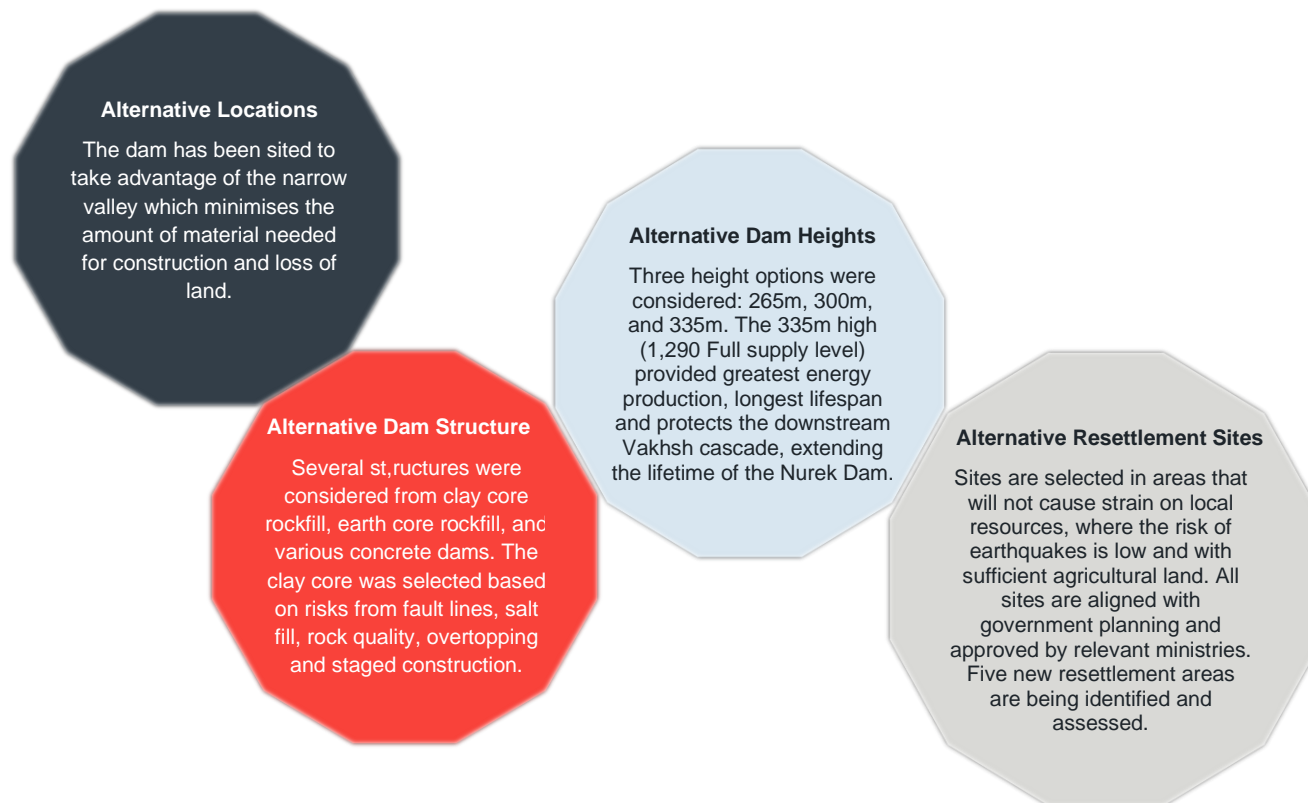 Alternative Locations
The dam has been sited to
take advantage of the narrow
valley which minimises the
amount of material needed
for construction and loss of
land.
Alternative Dam Structure
Several st,ructures were
considered from clay core
rockfill, earth core rockfill, and
various concrete dams. The
clay core was selected based
on risks from fault lines, salt
fill, rock quality, overtopping
and staged construction.
Alternative Dam Heights
Three height options were
considered: 265m, 300m,
and 335m. The 335m high
(1,290 Full supply level)
provided greatest energy
production, longest lifespan
and protects the downstream
Vakhsh cascade, extending
the lifetime of the Nurek Dam.
Alternative Resettlement Sites
Sites are selected in areas that
will not cause strain on local
resources, where the risk of
earthquakes is low and with
sufficient agricultural land. All
sites are aligned with
government planning and
approved by relevant ministries.
Five new resettlement areas
are being identified and
assessed.